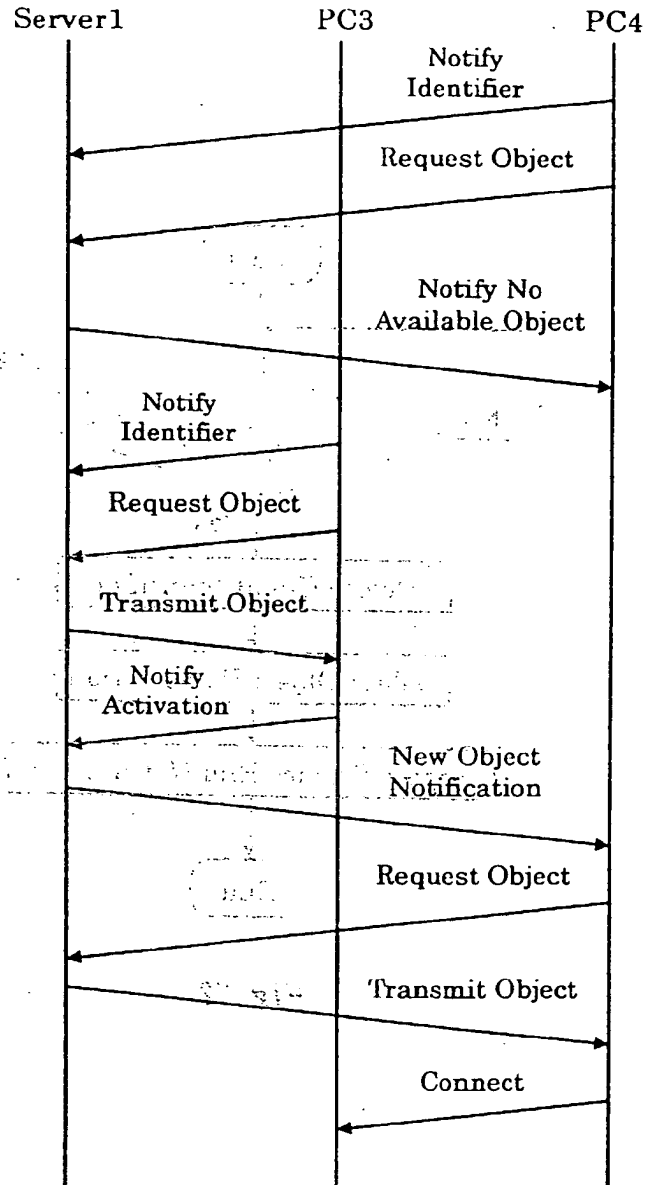 Server1 PC3 PC4
Notify
Identifier
Request Object
Notify No
Available Object
Notify
Identifier
Request Object
Transmit Object
Notify
Activation
New Object
Notification
Request Object
Transmit Object
Connect